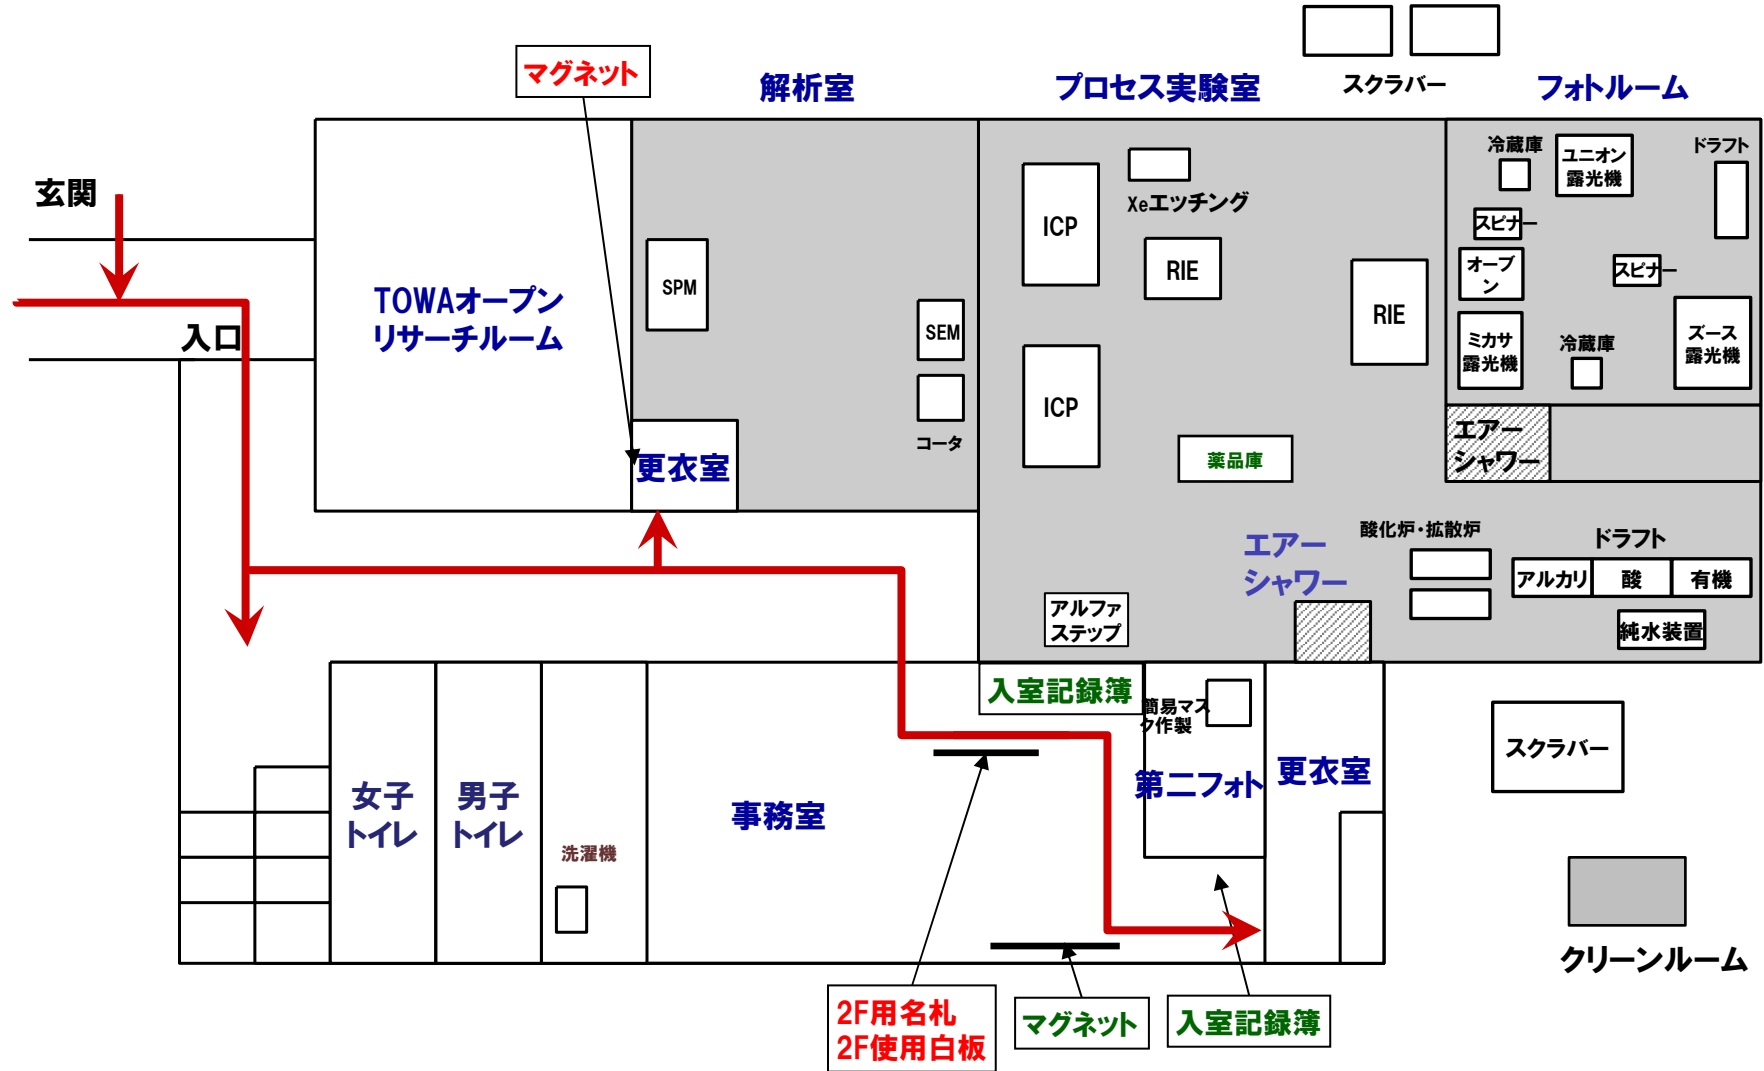 マグネット
解析室
プロセス実験室
スクラバー
フォトルーム
玄関
入口
TOWAオープン
リサーチルーム
SPM
SEM
コータ
更衣室
ICP
Xeエッチング
RIE
RIE
ICP
薬品庫
冷蔵庫
ユニオン
露光機
ドラフト
スピナー
オーブ
ン
スピナー
ミカサ
露光機
冷蔵庫
ズース
露光機
エアー
シャワー
エアー
シャワー
酸化炉・拡散炉
ドラフト
アルカリ
酸
有機
純水装置
アルファ
ステップ
入室記録簿
簡易マス
ク作製
第二フォト
更衣室
スクラバー
女子
トイレ
男子
トイレ
洗濯機
事務室
クリーンルーム
2F用名札
2F使用白板
マグネット
入室記録簿